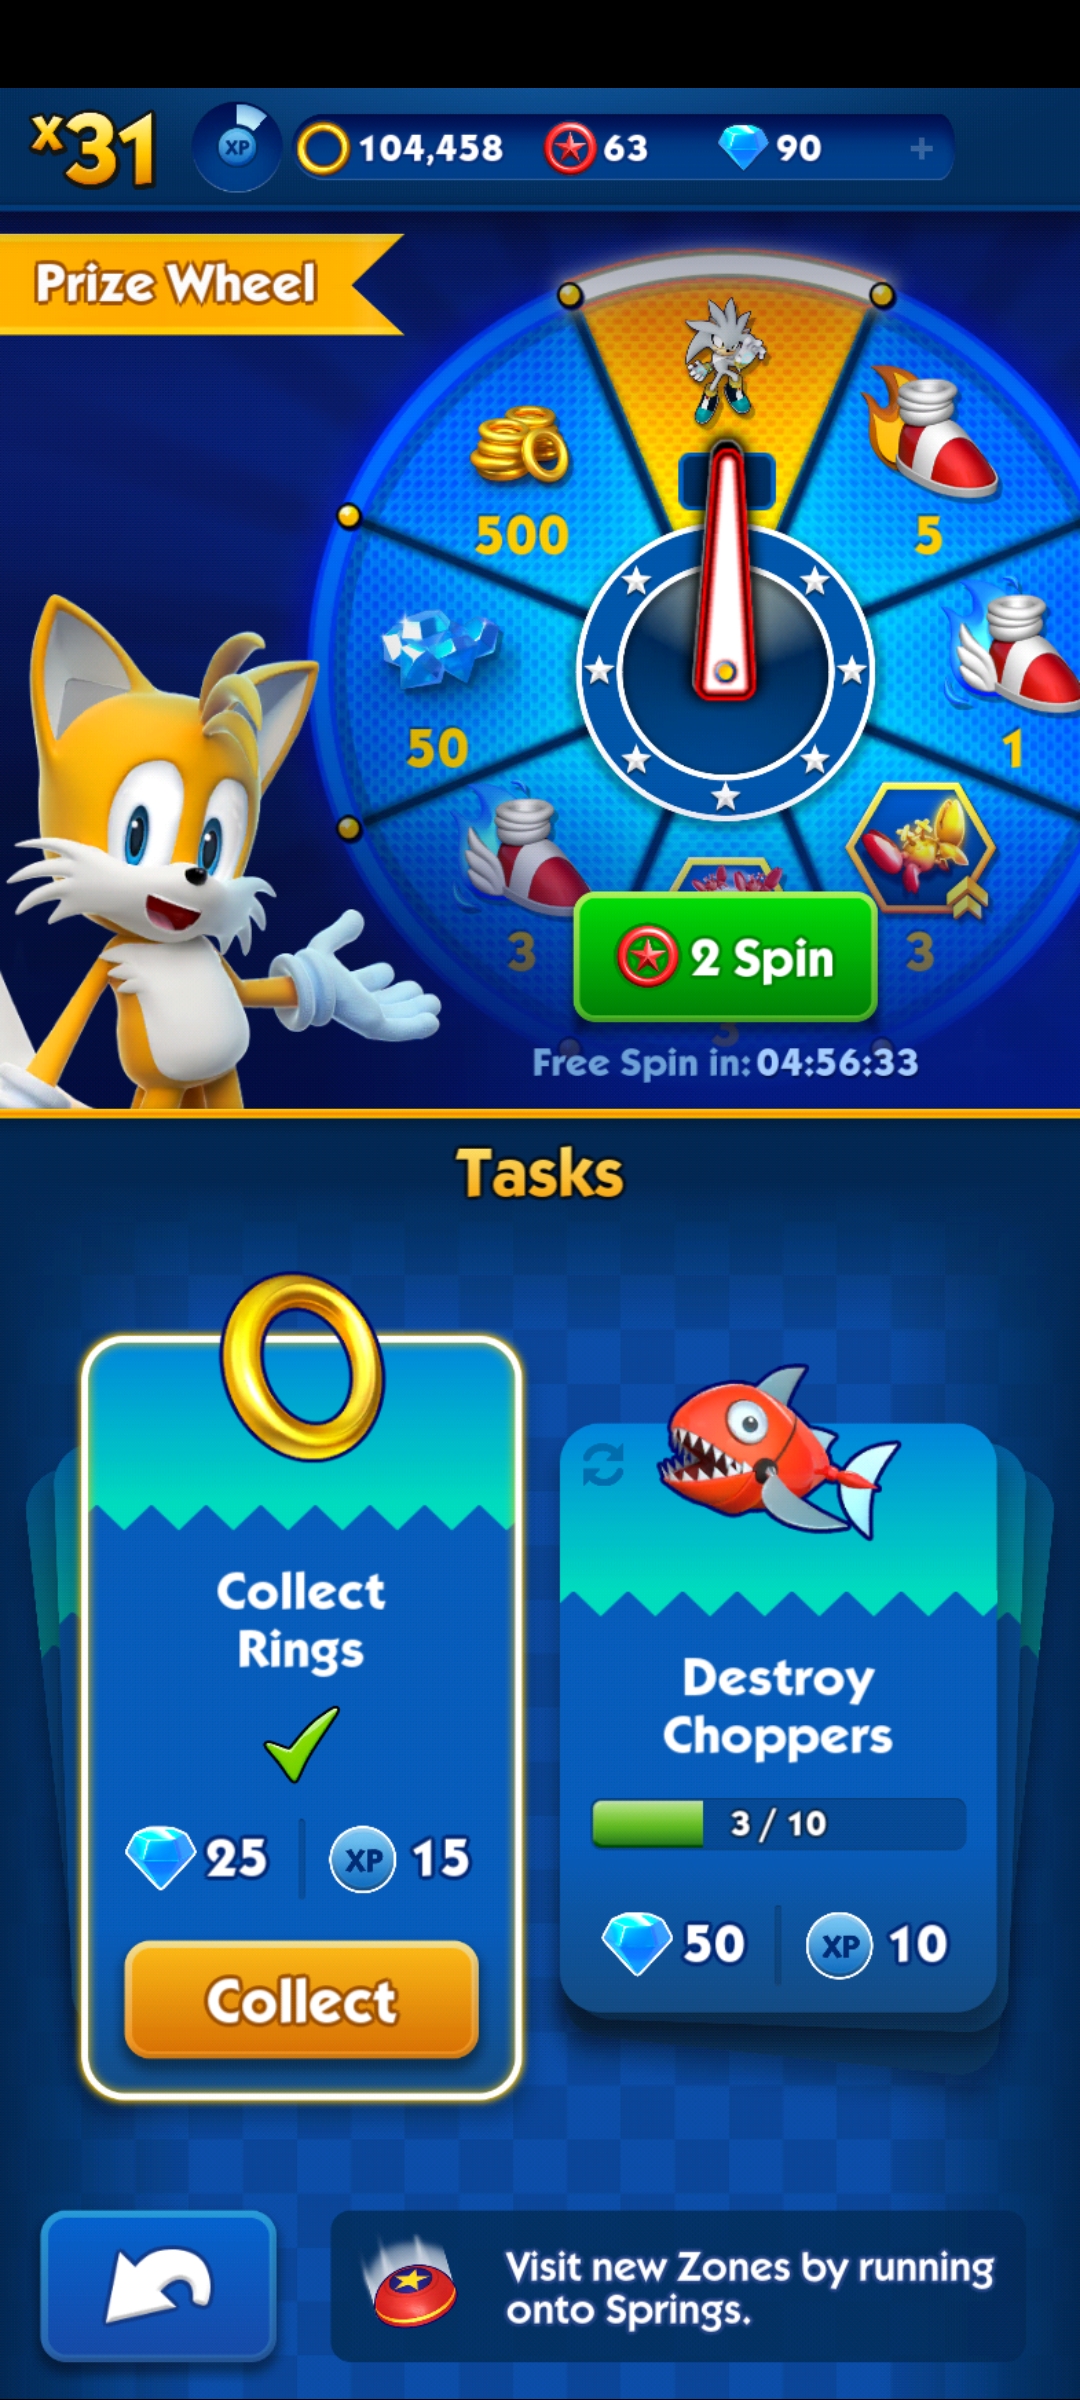 x31
XP
104,458
63
90
+
Prize Wheel
500
5
50
1
3
3
3
2 Spin
Free Spin in: 04:56:33
Tasks
Collect
Rings
25
XP
15
Collect
Destroy
Choppers
3 / 10
50
XP
10
Visit new Zones by running
onto Springs.